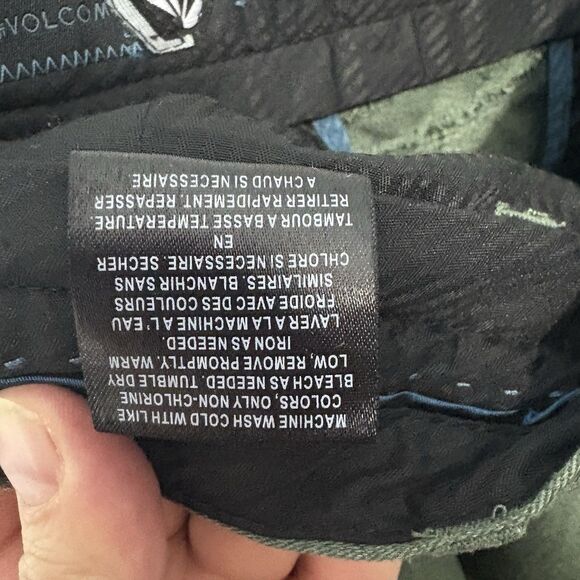 VOLCOM
MACHINE WASH COLD WITH LIKE
COLORS, ONLY NON-CHLORINE
BLEACH AS NEEDED. TUMBLE DRY
LOW, REMOVE PROMPTLY. WARM
IRON AS NEEDED.
LAVER A LA MACHINE A L'EAU
FROIDE AVEC DES COULEURS
SIMILAIRES. BLANCHIR SANS
CHLORE SI NECESSAIRE. SECHER
EN
TAMBOUR A BASSE TEMPERATURE.
RETIRER RAPIDEMENT. REPASSER
A CHAUD SI NECESSAIRE